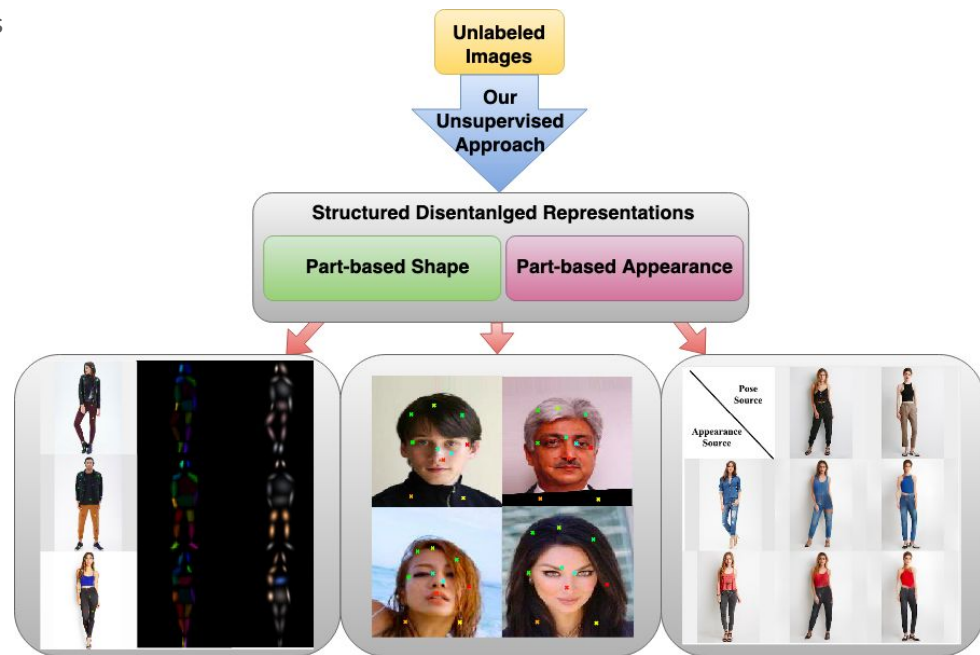 s
Unlabeled
Images
Our
Unsupervised
Approach
Structured Disentanlged Representations
Part-based Shape
Part-based Appearance
Pose
Source
Appearance
Source